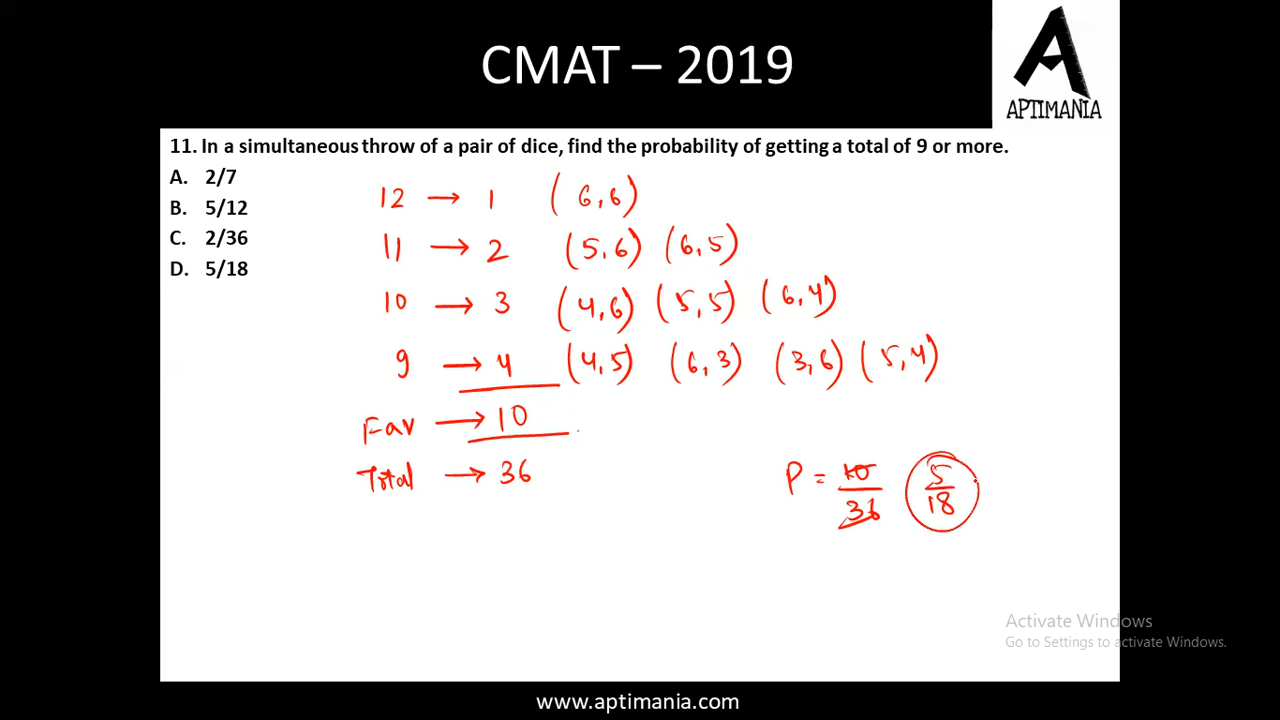 CMAT – 2019
A
APTIMANIA
11. In a simultaneous throw of a pair of dice, find the probability of getting a total of 9 or more.
A. 2/7
B. 5/12
C. 2/36
D. 5/18
12 → 1 (6,6)
11 → 2 (5,6) (6,5)
10 → 3 (4,6) (5,5) (6,4)
9 → 4 (4,5) (6,3) (3,6) (5,4)
Fav → 10
Total → 36
P = 10/36 5/18
Activate Windows
Go to Settings to activate Windows.
www.aptimania.com